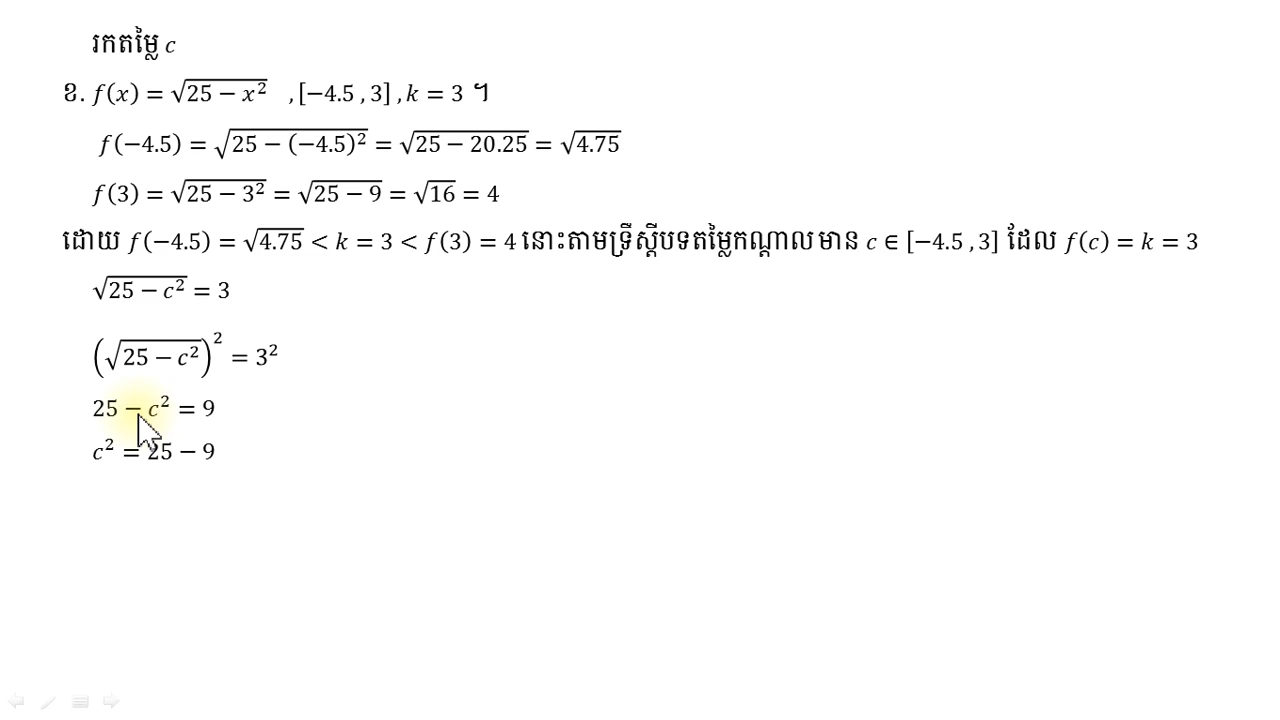 រកតម្លៃ c
ខ. f(x) = √(25 − x²) , [−4.5 , 3] , k = 3 ។
f(−4.5) = √(25 − (−4.5)²) = √(25 − 20.25) = √4.75
f(3) = √(25 − 3²) = √(25 − 9) = √16 = 4
ដោយ f(−4.5) = √4.75 < k = 3 < f(3) = 4 នោះតាមទ្រឹស្តីបទតម្លៃកណ្តាលមាន c ∈ [−4.5 , 3] ដែល f(c) = k = 3
√(25 − c²) = 3
(√(25 − c²))² = 3²
25 − c² = 9
c² = 25 − 9